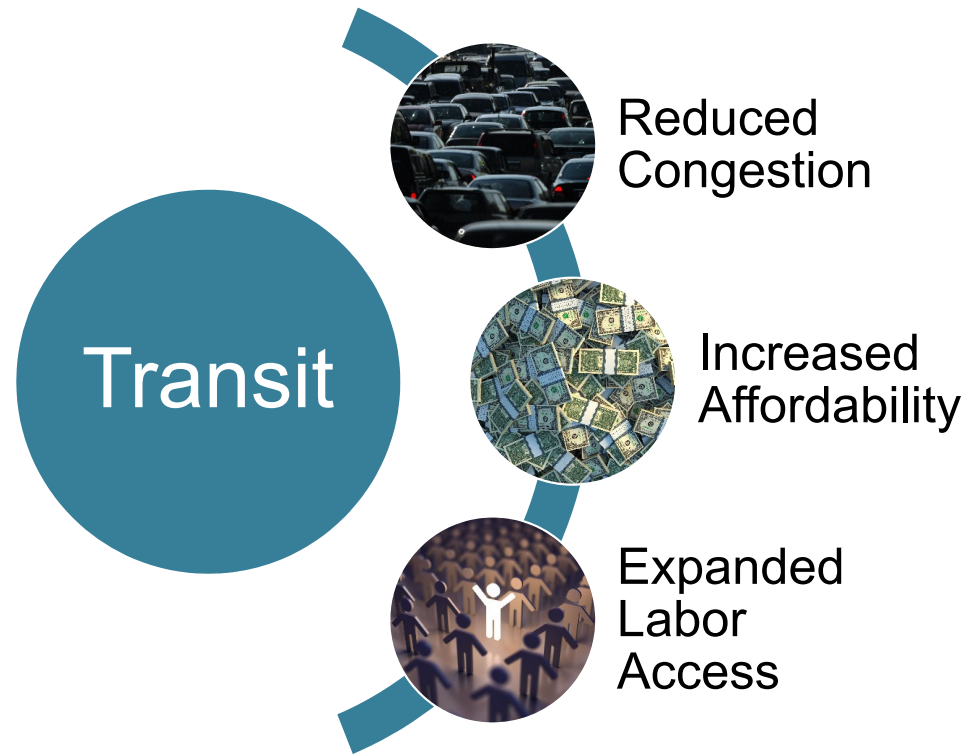 Transit
Reduced
Congestion
Increased
Affordability
Expanded
Labor
Access